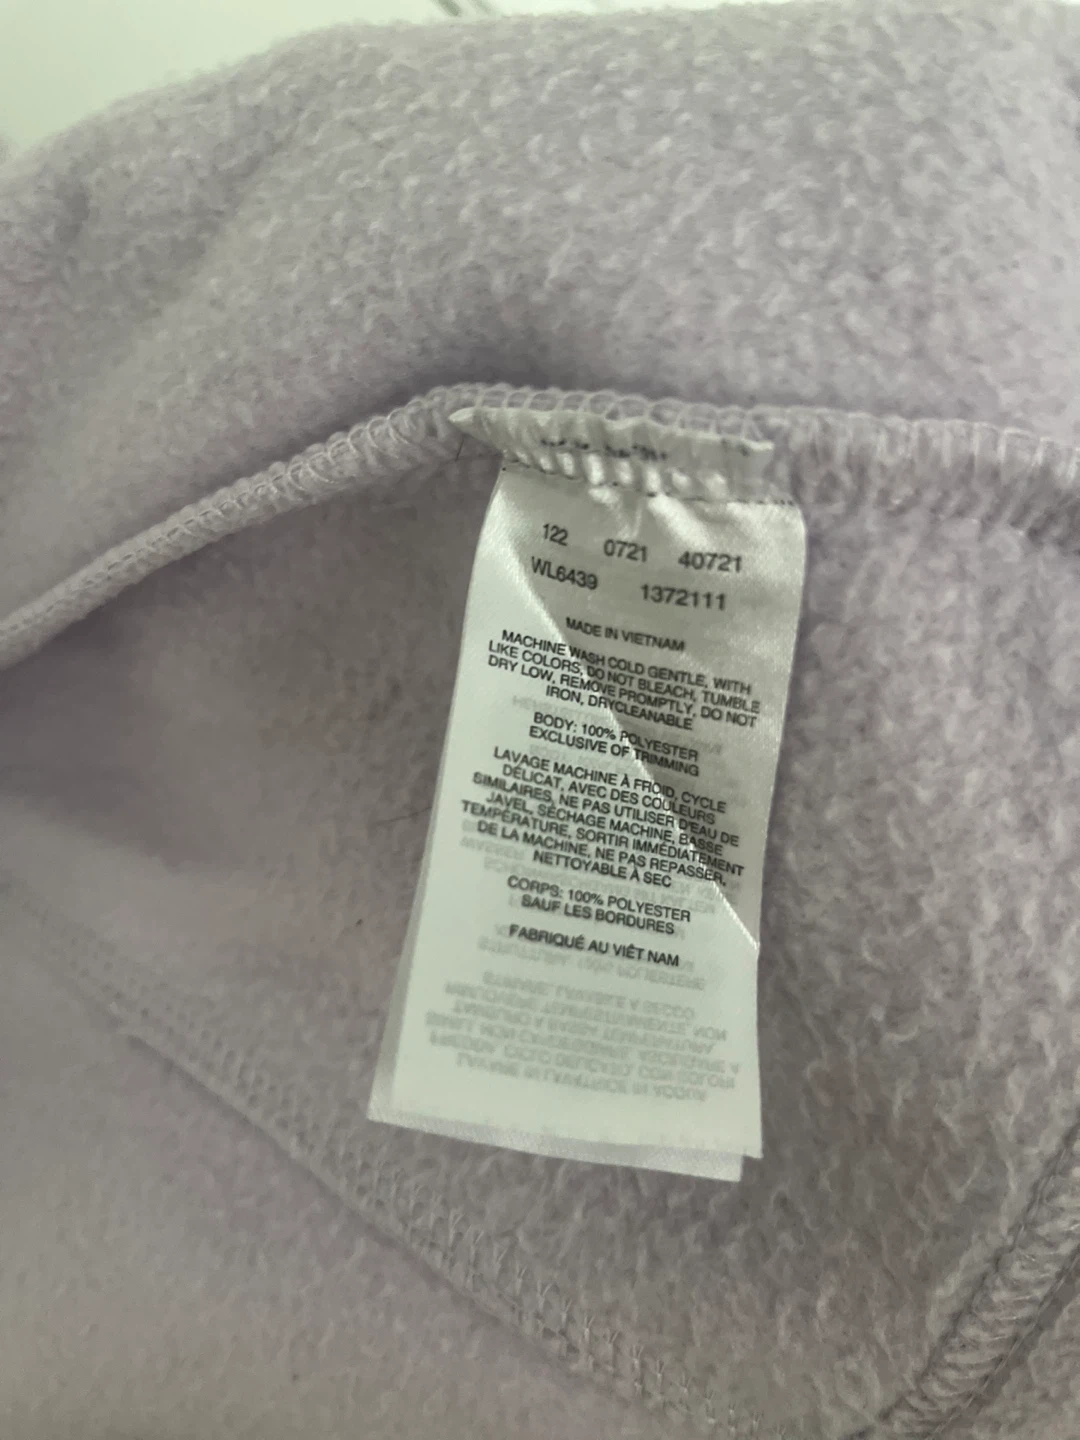 122 0721 40721
WL6439 1372111
MADE IN VIETNAM
MACHINE WASH COLD GENTLE, WITH
LIKE COLORS, DO NOT BLEACH, TUMBLE
DRY LOW, REMOVE PROMPTLY, DO NOT
IRON, DRYCLEANABLE
BODY: 100% POLYESTER
EXCLUSIVE OF TRIMMING
LAVAGE MACHINE À FROID, CYCLE
DÉLICAT, AVEC DES COULEURS
SIMILAIRES, NE PAS UTILISER D'EAU DE
JAVEL, SÉCHAGE MACHINE, BASSE
TEMPÉRATURE, SORTIR IMMÉDIATEMENT
DE LA MACHINE, NE PAS REPASSER,
NETTOYABLE À SEC
CORPS: 100% POLYESTER
SAUF LES BORDURES
FABRIQUÉ AU VIÊT NAM